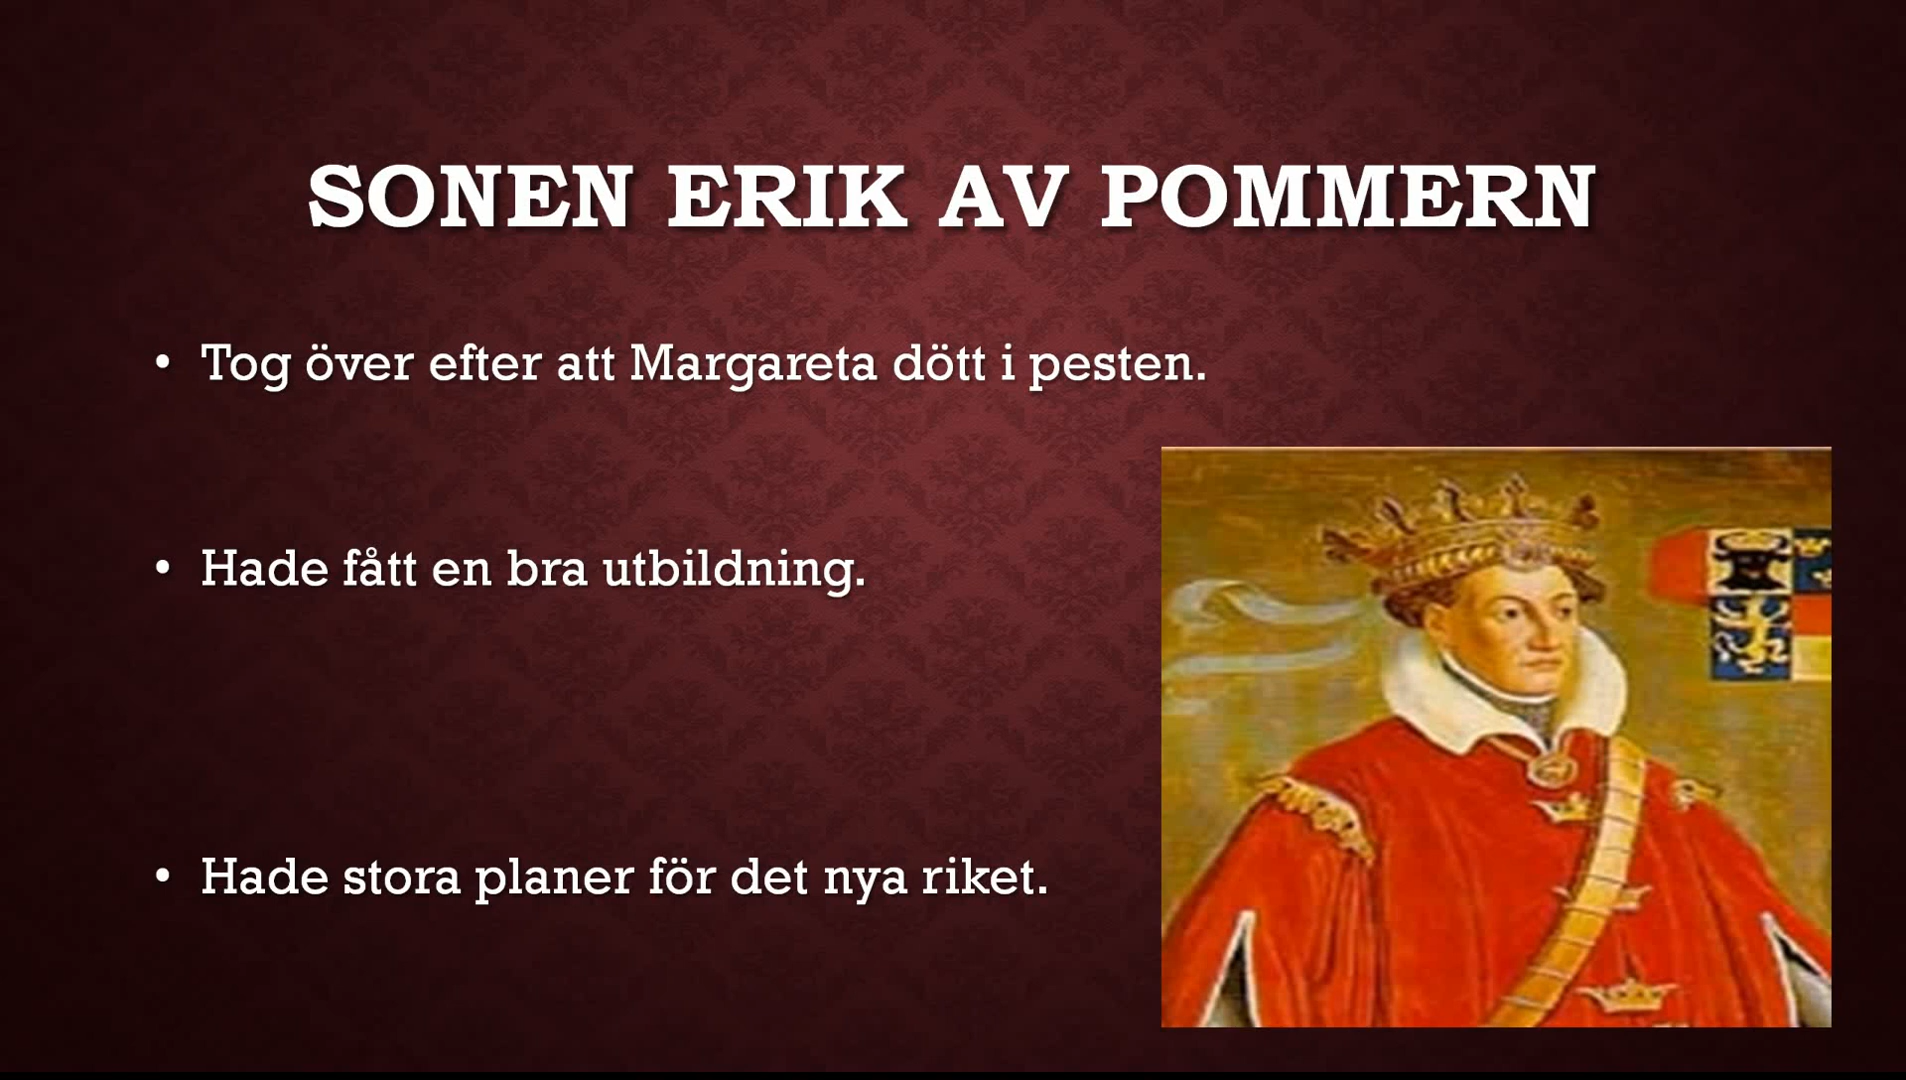 SONEN ERIK AV POMMERN
• Tog över efter att Margareta dött i pesten.
• Hade fått en bra utbildning.
• Hade stora planer för det nya riket.